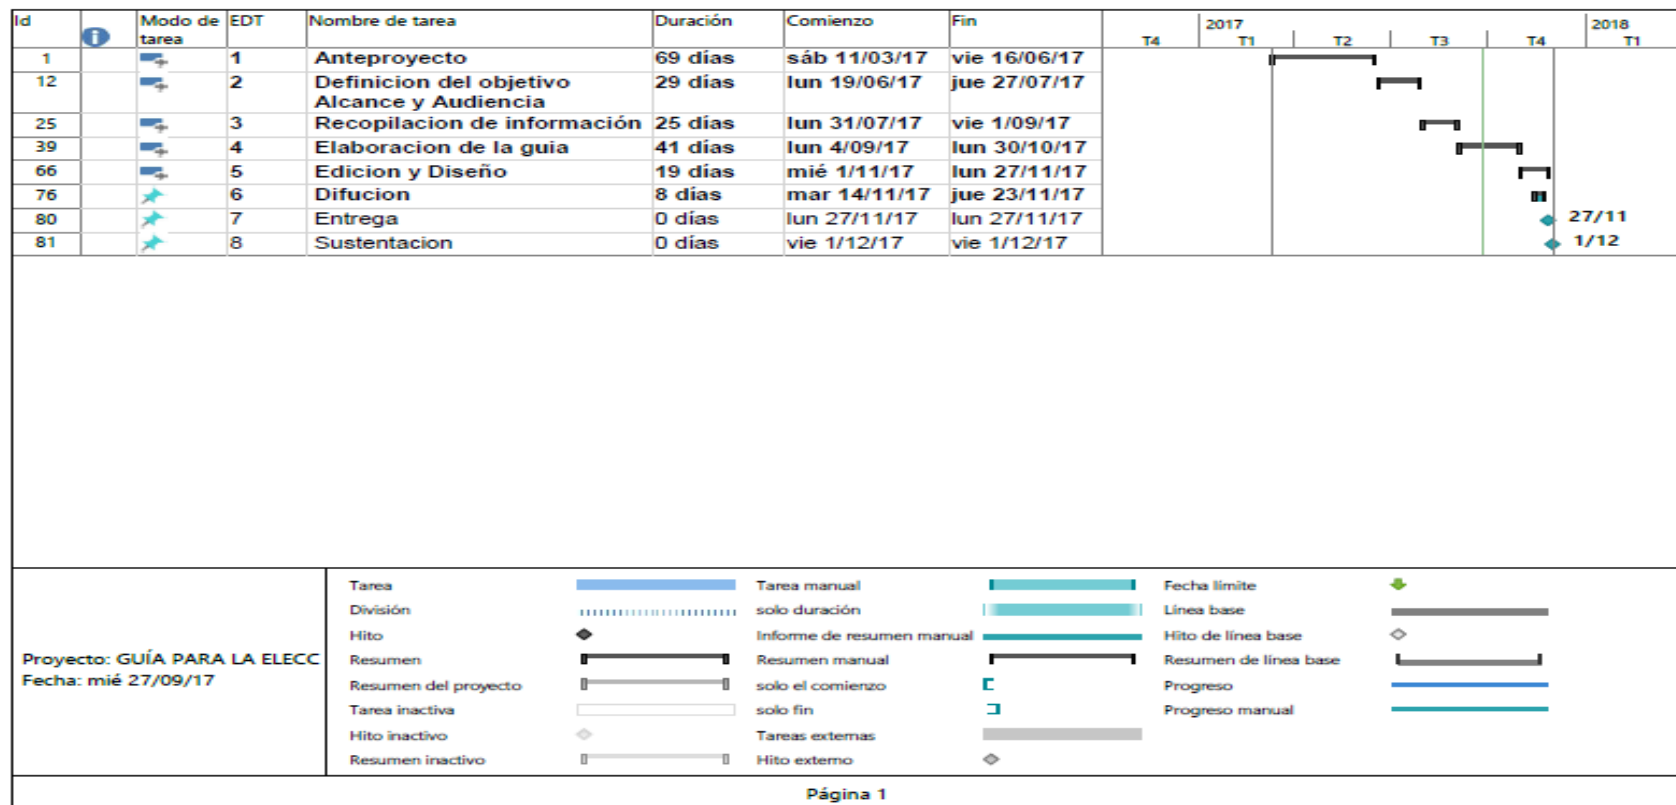 Id Modo de tarea EDT Nombre de tarea Duración Comienzo Fin 2017 2018
T4 T1 T2 T3 T4 T1
1 1 Anteproyecto 69 días sáb 11/03/17 vie 16/06/17
12 2 Definicion del objetivo 29 días lun 19/06/17 jue 27/07/17
Alcance y Audiencia
25 3 Recopilacion de información 25 días lun 31/07/17 vie 1/09/17
39 4 Elaboracion de la guia 41 días lun 4/09/17 lun 30/10/17
66 5 Edicion y Diseño 19 días mié 1/11/17 lun 27/11/17
76 6 Difucion 8 días mar 14/11/17 jue 23/11/17
80 7 Entrega 0 días lun 27/11/17 lun 27/11/17 27/11
81 8 Sustentacion 0 días vie 1/12/17 vie 1/12/17 1/12
Proyecto: GUÍA PARA LA ELECC
Fecha: mié 27/09/17
Tarea Tarea manual Fecha límite
División solo duración Línea base
Hito Informe de resumen manual Hito de línea base
Resumen Resumen manual Resumen de línea base
Resumen del proyecto solo el comienzo Progreso
Tarea inactiva solo fin Progreso manual
Hito inactivo Tareas externas
Resumen inactivo Hito externo
Página 1